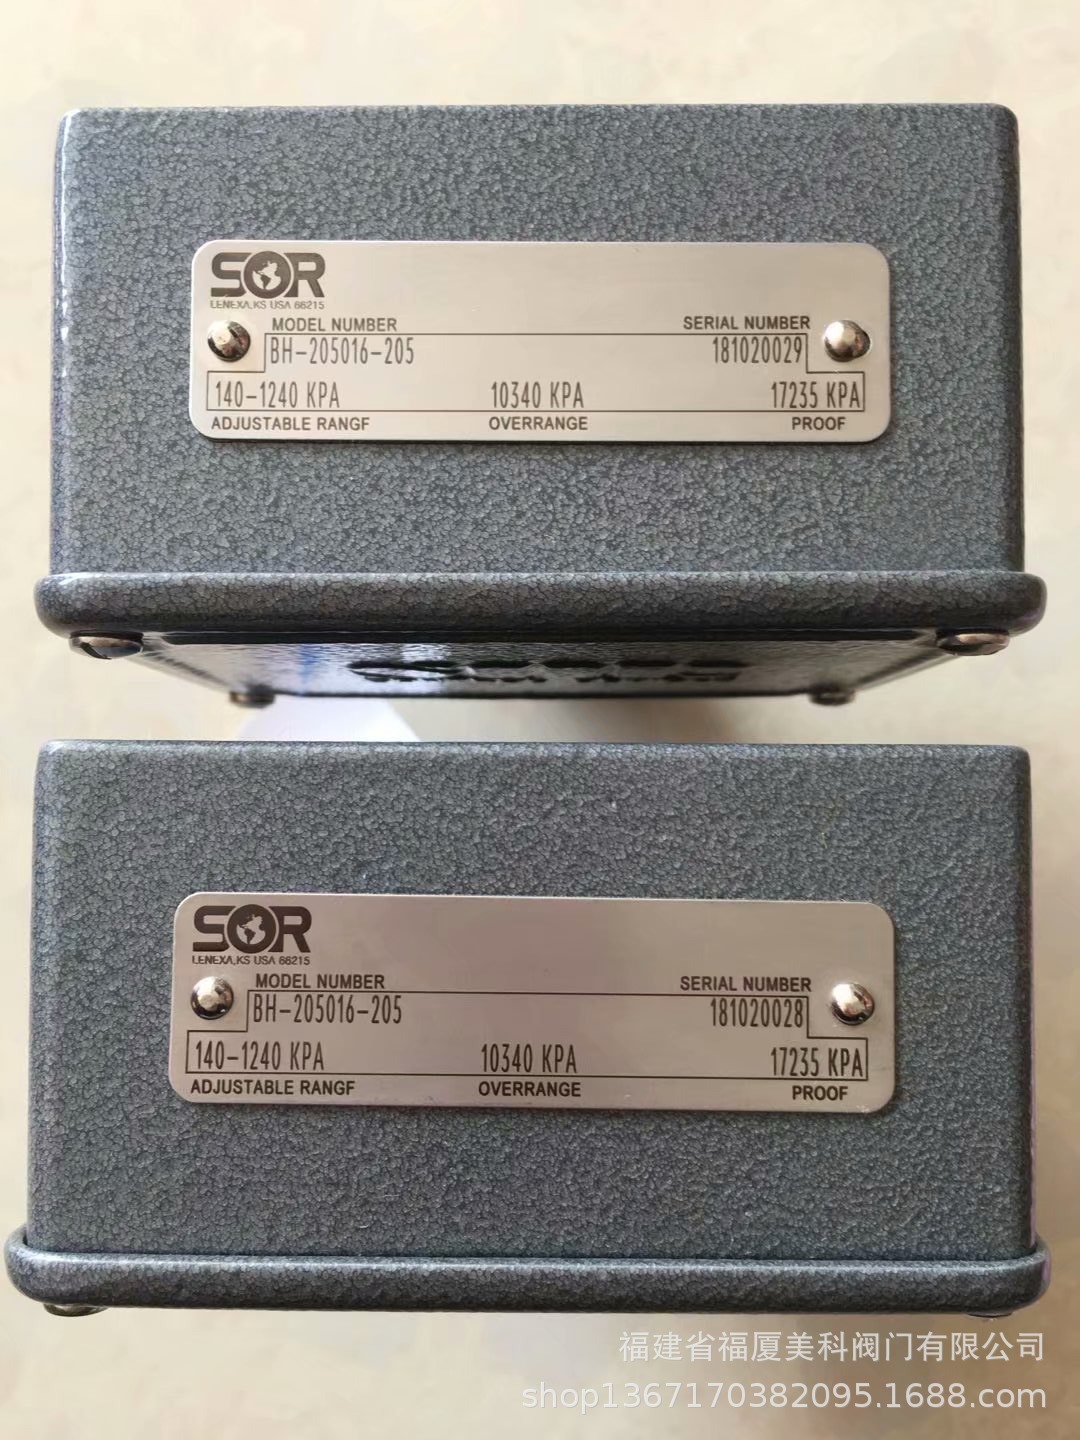 SOR
LENEXA,KS USA 66215
MODEL NUMBER SERIAL NUMBER
BH-205016-205 181020029
140-1240 KPA 10340 KPA 17235 KPA
ADJUSTABLE RANGF OVERRANGE PROOF
SOR
LENEXA,KS USA 66215
MODEL NUMBER SERIAL NUMBER
BH-205016-205 181020028
140-1240 KPA 10340 KPA 17235 KPA
ADJUSTABLE RANGF OVERRANGE PROOF
福建省福厦美科阀门有限公司
shop1367170382095.1688.com